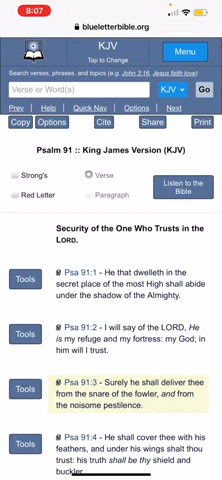 8:07
blueletterbible.org
KJV
Tap to Change
Menu
Search verses, phrases, and topics (e.g. John 3:16, Jesus faith love)
Verse or Word(s)
KJV
Go
Prev | Help | Quick Nav | Options | Next
Copy Options Cite Share Print
Psalm 91 :: King James Version (KJV)
Strong's
Verse
Red Letter
Paragraph
Listen to the
Bible
Security of the One Who Trusts in the
LORD.
Tools
Psa 91:1 - He that dwelleth in the
secret place of the most High shall abide
under the shadow of the Almighty.
Tools
Psa 91:2 - I will say of the LORD, He
is my refuge and my fortress: my God; in
him will I trust.
Tools
Psa 91:3 - Surely he shall deliver thee
from the snare of the fowler, and from
the noisome pestilence.
Tools
Psa 91:4 - He shall cover thee with his
feathers, and under his wings shalt thou
trust: his truth shall be thy shield and
buckler.